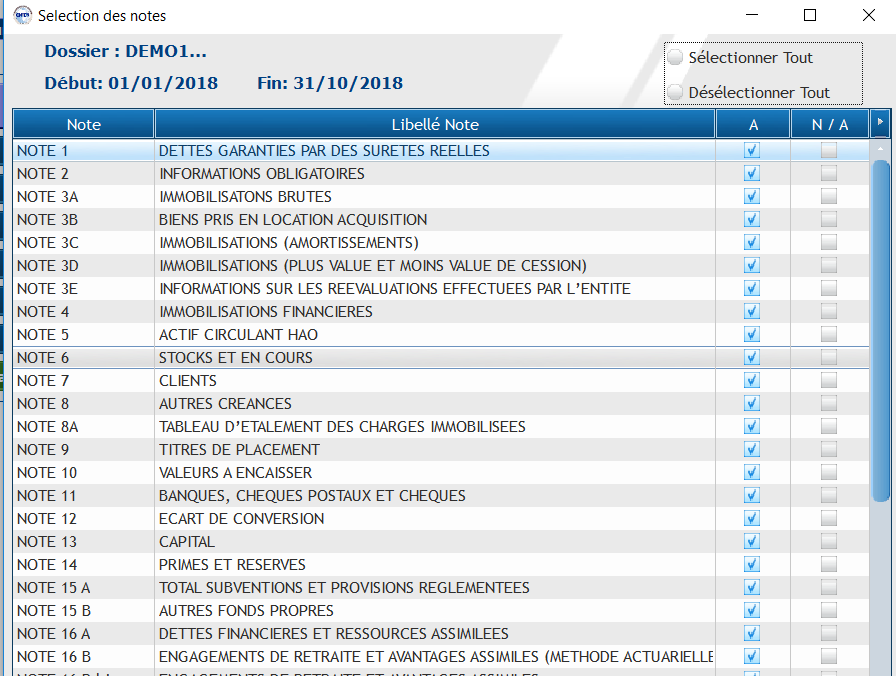 Selection des notes
Dossier : DEMO1...
Début: 01/01/2018 Fin: 31/10/2018
Sélectionner Tout
Désélectionner Tout
Note Libellé Note A N / A
NOTE 1 DETTES GARANTIES PAR DES SURETES REELLES
NOTE 2 INFORMATIONS OBLIGATOIRES
NOTE 3A IMMOBILISATONS BRUTES
NOTE 3B BIENS PRIS EN LOCATION ACQUISITION
NOTE 3C IMMOBILISATIONS (AMORTISSEMENTS)
NOTE 3D IMMOBILISATIONS (PLUS VALUE ET MOINS VALUE DE CESSION)
NOTE 3E INFORMATIONS SUR LES REEVALUATIONS EFFECTUEES PAR L’ENTITE
NOTE 4 IMMOBILISATIONS FINANCIERES
NOTE 5 ACTIF CIRCULANT HAO
NOTE 6 STOCKS ET EN COURS
NOTE 7 CLIENTS
NOTE 8 AUTRES CREANCES
NOTE 8A TABLEAU D’ETALEMENT DES CHARGES IMMOBILISEES
NOTE 9 TITRES DE PLACEMENT
NOTE 10 VALEURS A ENCAISSER
NOTE 11 BANQUES, CHEQUES POSTAUX ET CHEQUES
NOTE 12 ECART DE CONVERSION
NOTE 13 CAPITAL
NOTE 14 PRIMES ET RESERVES
NOTE 15 A TOTAL SUBVENTIONS ET PROVISIONS REGLEMENTEES
NOTE 15 B AUTRES FONDS PROPRES
NOTE 16 A DETTES FINANCIERES ET RESSOURCES ASSIMILEES
NOTE 16 B ENGAGEMENTS DE RETRAITE ET AVANTAGES ASSIMILES (METHODE ACTUARIELLE